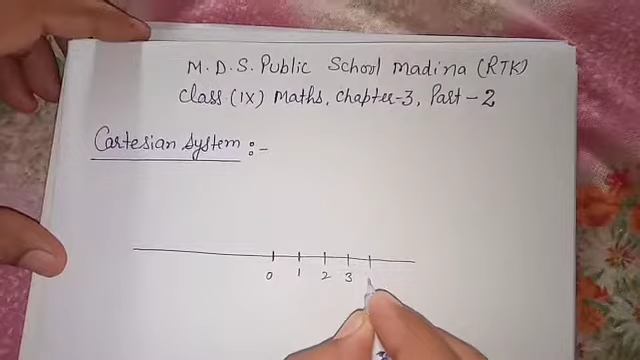 M.D.S. Public School Madina (RTK)
Class (IX) Maths, Chapter-3, Part-2
Cartesian System :-
0 1 2 3